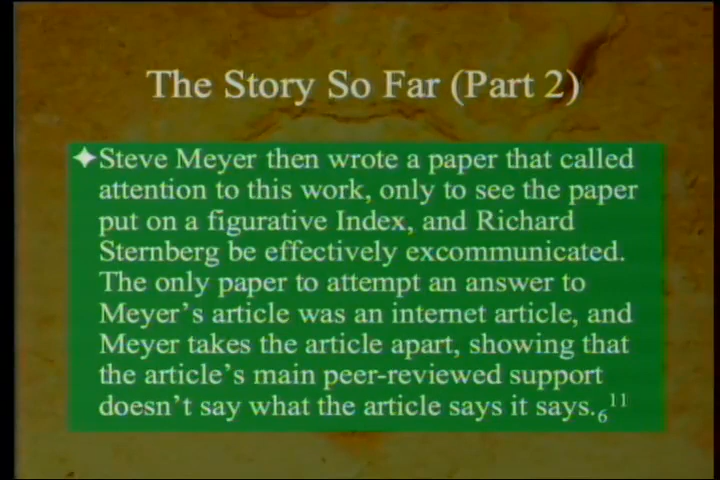 The Story So Far (Part 2)
✦Steve Meyer then wrote a paper that called
attention to this work, only to see the paper
put on a figurative Index, and Richard
Sternberg be effectively excommunicated.
The only paper to attempt an answer to
Meyer's article was an internet article, and
Meyer takes the article apart, showing that
the article's main peer-reviewed support
doesn't say what the article says it says.₆¹¹